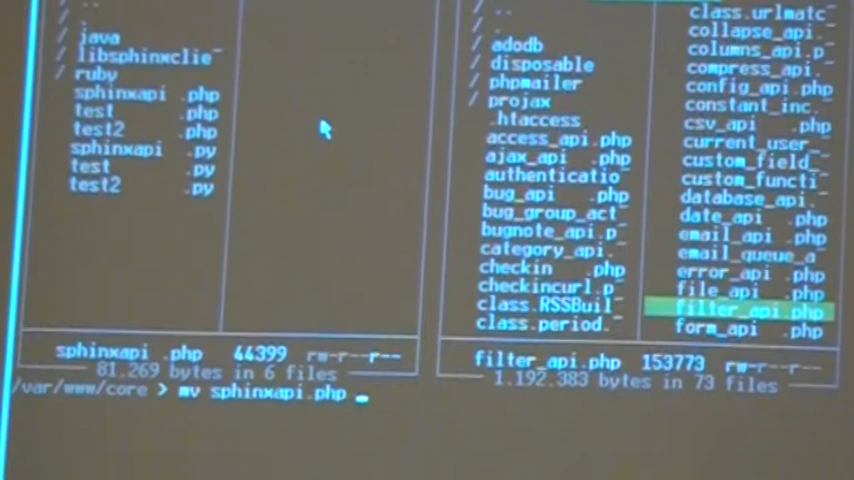 / ..
/ java
/ libsphinxclie~
/ ruby
sphinxapi .php
test .php
test2 .php
sphinxapi .py
test .py
test2 .py
sphinxapi .php 44399 rw-r--r--
81.269 bytes in 6 files
/ ..
/ .
/ adodb
/ disposable
/ phpmailer
/ projax
.htaccess
access_api.php
ajax_api .php
authenticatio~
bug_api .php
bug_group_act~
bugnote_api.p~
category_api.~
checkin .php
checkincurl.p~
class.RSSBuil~
class.period.~
class.urlmatc~
collapse_api.~
columns_api.p~
compress_api.~
config_api.php
constant_inc.~
csv_api .php
current_user_~
custom_field_~
custom_functi~
database_api.~
date_api .php
email_api .php
email_queue_a~
error_api .php
file_api .php
filter_api.php
form_api .php
filter_api.php 153773 rw-r--r--
1.192.383 bytes in 73 files
/var/www/core > mv sphinxapi.php